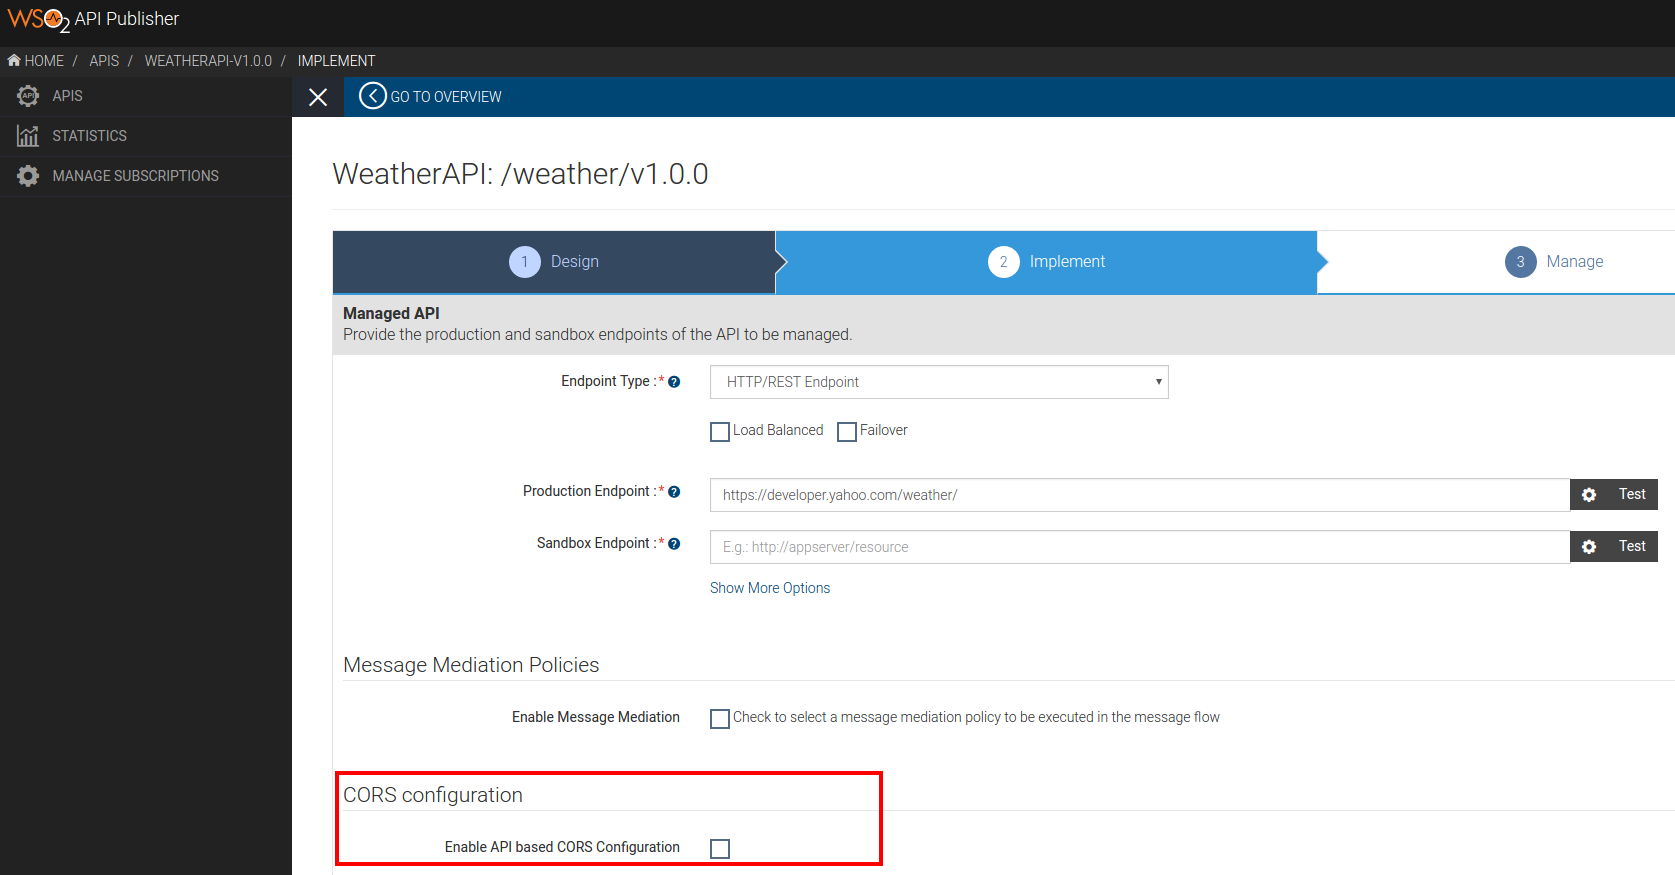 WSO2 API Publisher
HOME / APIS / WEATHERAPI-V1.0.0 / IMPLEMENT
APIS
STATISTICS
MANAGE SUBSCRIPTIONS
GO TO OVERVIEW
WeatherAPI: /weather/v1.0.0
1 Design
2 Implement
3 Manage
Managed API
Provide the production and sandbox endpoints of the API to be managed.
Endpoint Type :* ?
HTTP/REST Endpoint
Load Balanced Failover
Production Endpoint :* ?
https://developer.yahoo.com/weather/
Test
Sandbox Endpoint :* ?
E.g.: http://appserver/resource
Test
Show More Options
Message Mediation Policies
Enable Message Mediation
Check to select a message mediation policy to be executed in the message flow
CORS configuration
Enable API based CORS Configuration